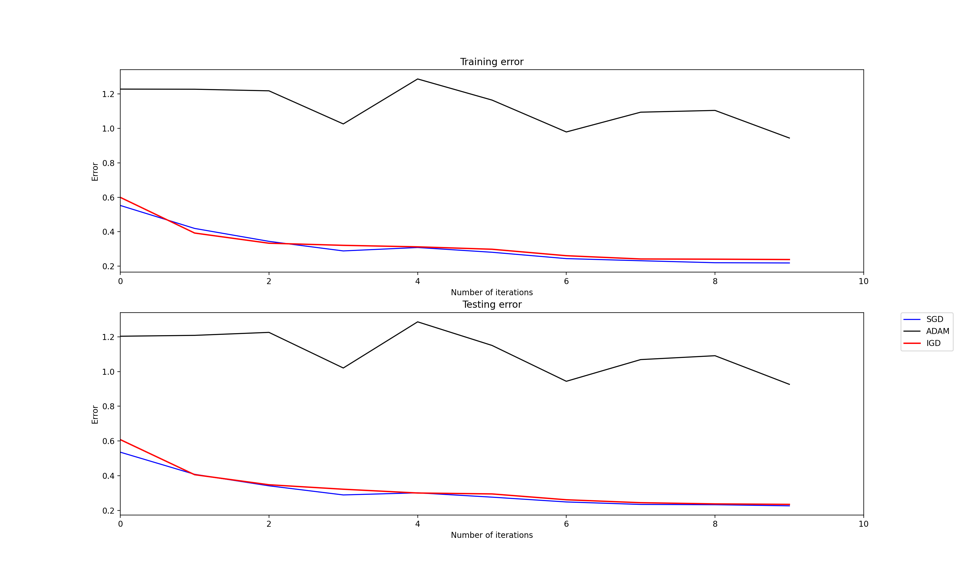 Training error
1.2
1.0
0.8
0.6
0.4
0.2
Error
0 2 4 6 8 10
Number of iterations
Testing error
1.2
1.0
0.8
0.6
0.4
0.2
Error
0 2 4 6 8 10
Number of iterations
SGD
ADAM
IGD